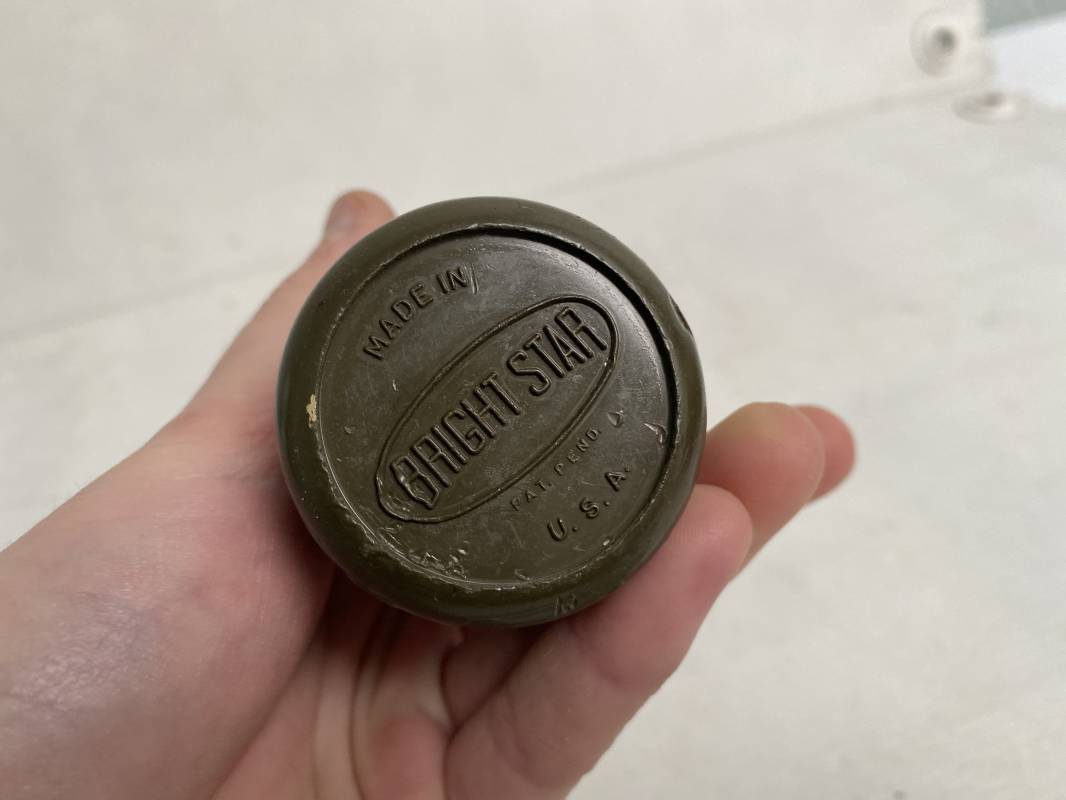 MADE IN
BRIGHT STAR
PAT. PEND.
U. S. A.